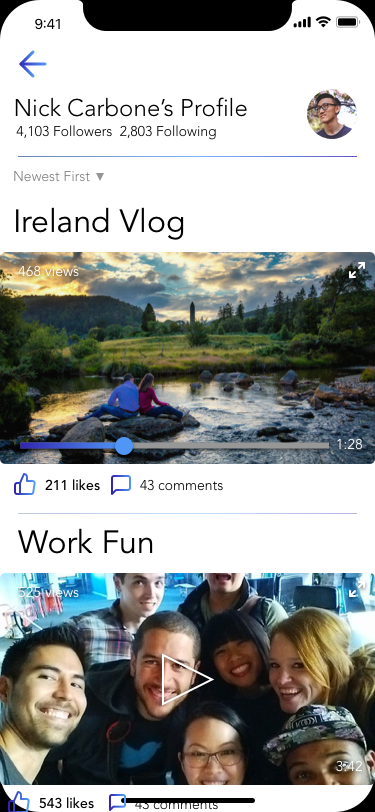 9:41
Nick Carbone’s Profile
4,103 Followers 2,803 Following
Newest First ▼
Ireland Vlog
468 views
1:28
211 likes 43 comments
Work Fun
525 views
3:42
543 likes 43 comments